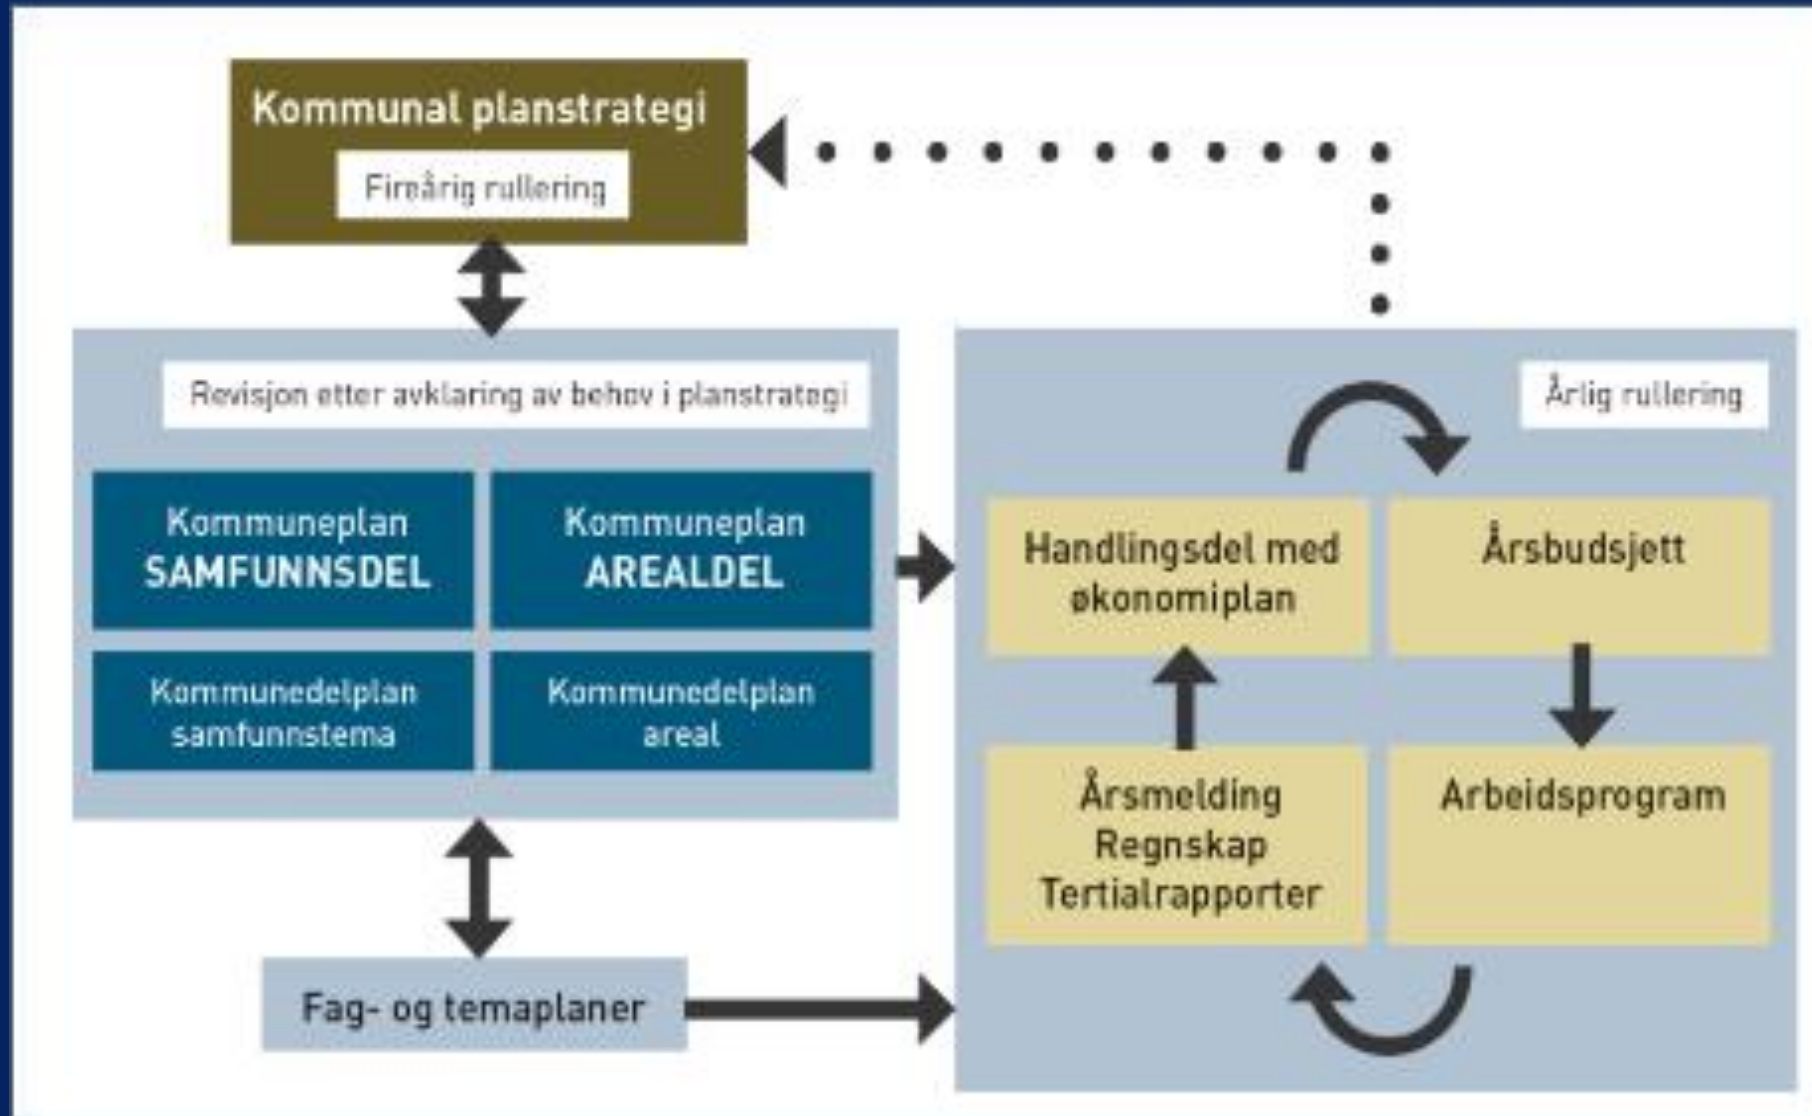 Kommunal planstrategi
Fireårig rullering
Revisjon etter avklaring av behov i planstrategi
Kommuneplan
SAMFUNNSDEL
Kommuneplan
AREALDEL
Kommunedelplan
samfunnstema
Kommunedelplan
areal
Fag- og temaplaner
Årlig rullering
Handlingsdel med
økonomiplan
Årsbudsjett
Årsmelding
Regnskap
Tertialrapporter
Arbeidsprogram